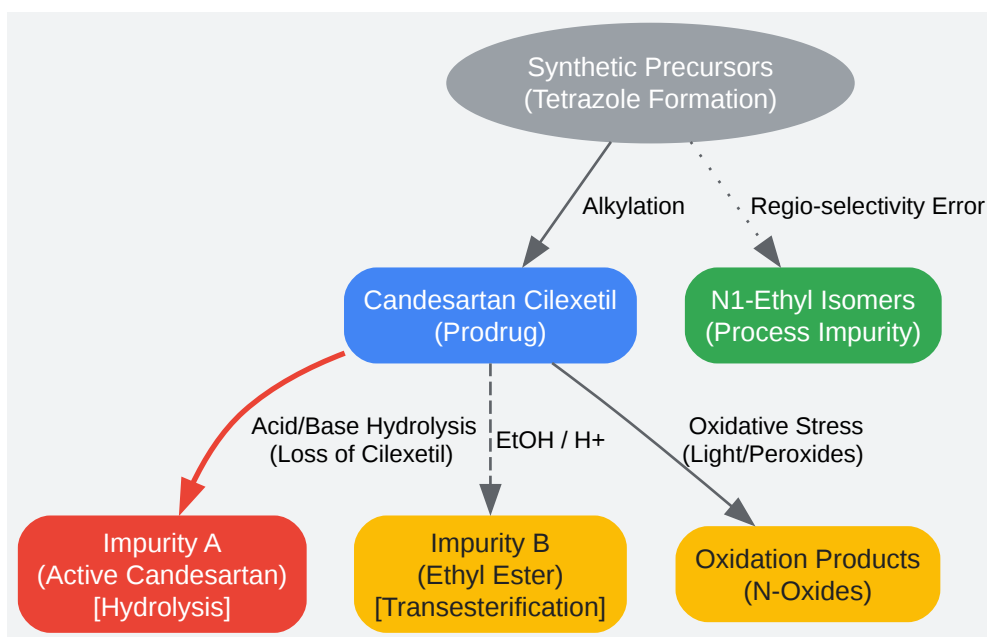 Synthetic Precursors
(Tetrazole Formation)
Alkylation
Regio-selectivity Error
Candesartan Cilexetil
(Prodrug)
N1-Ethyl Isomers
(Process Impurity)
Acid/Base Hydrolysis
(Loss of Cilexetil)
EtOH / H+
Oxidative Stress
(Light/Peroxides)
Impurity A
(Active Candesartan)
[Hydrolysis]
Impurity B
(Ethyl Ester)
[Transesterification]
Oxidation Products
(N-Oxides)